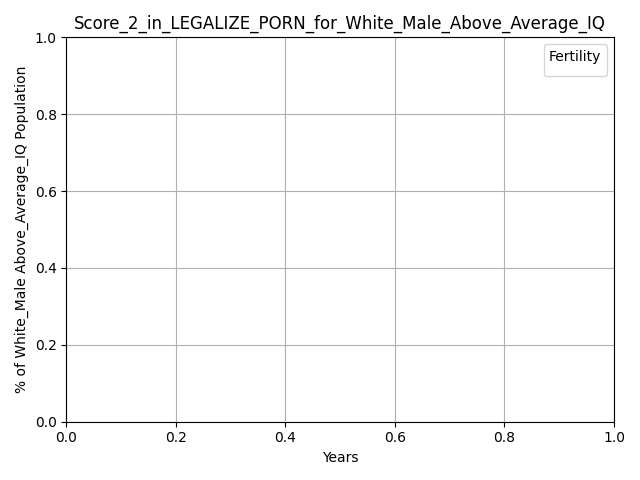 Score_2_in_LEGALIZE_PORN_for_White_Male_Above_Average_IQ
Fertility
% of White_Male Above_Average_IQ Population
1.0
0.8
0.6
0.4
0.2
0.0
0.0 0.2 0.4 0.6 0.8 1.0
Years